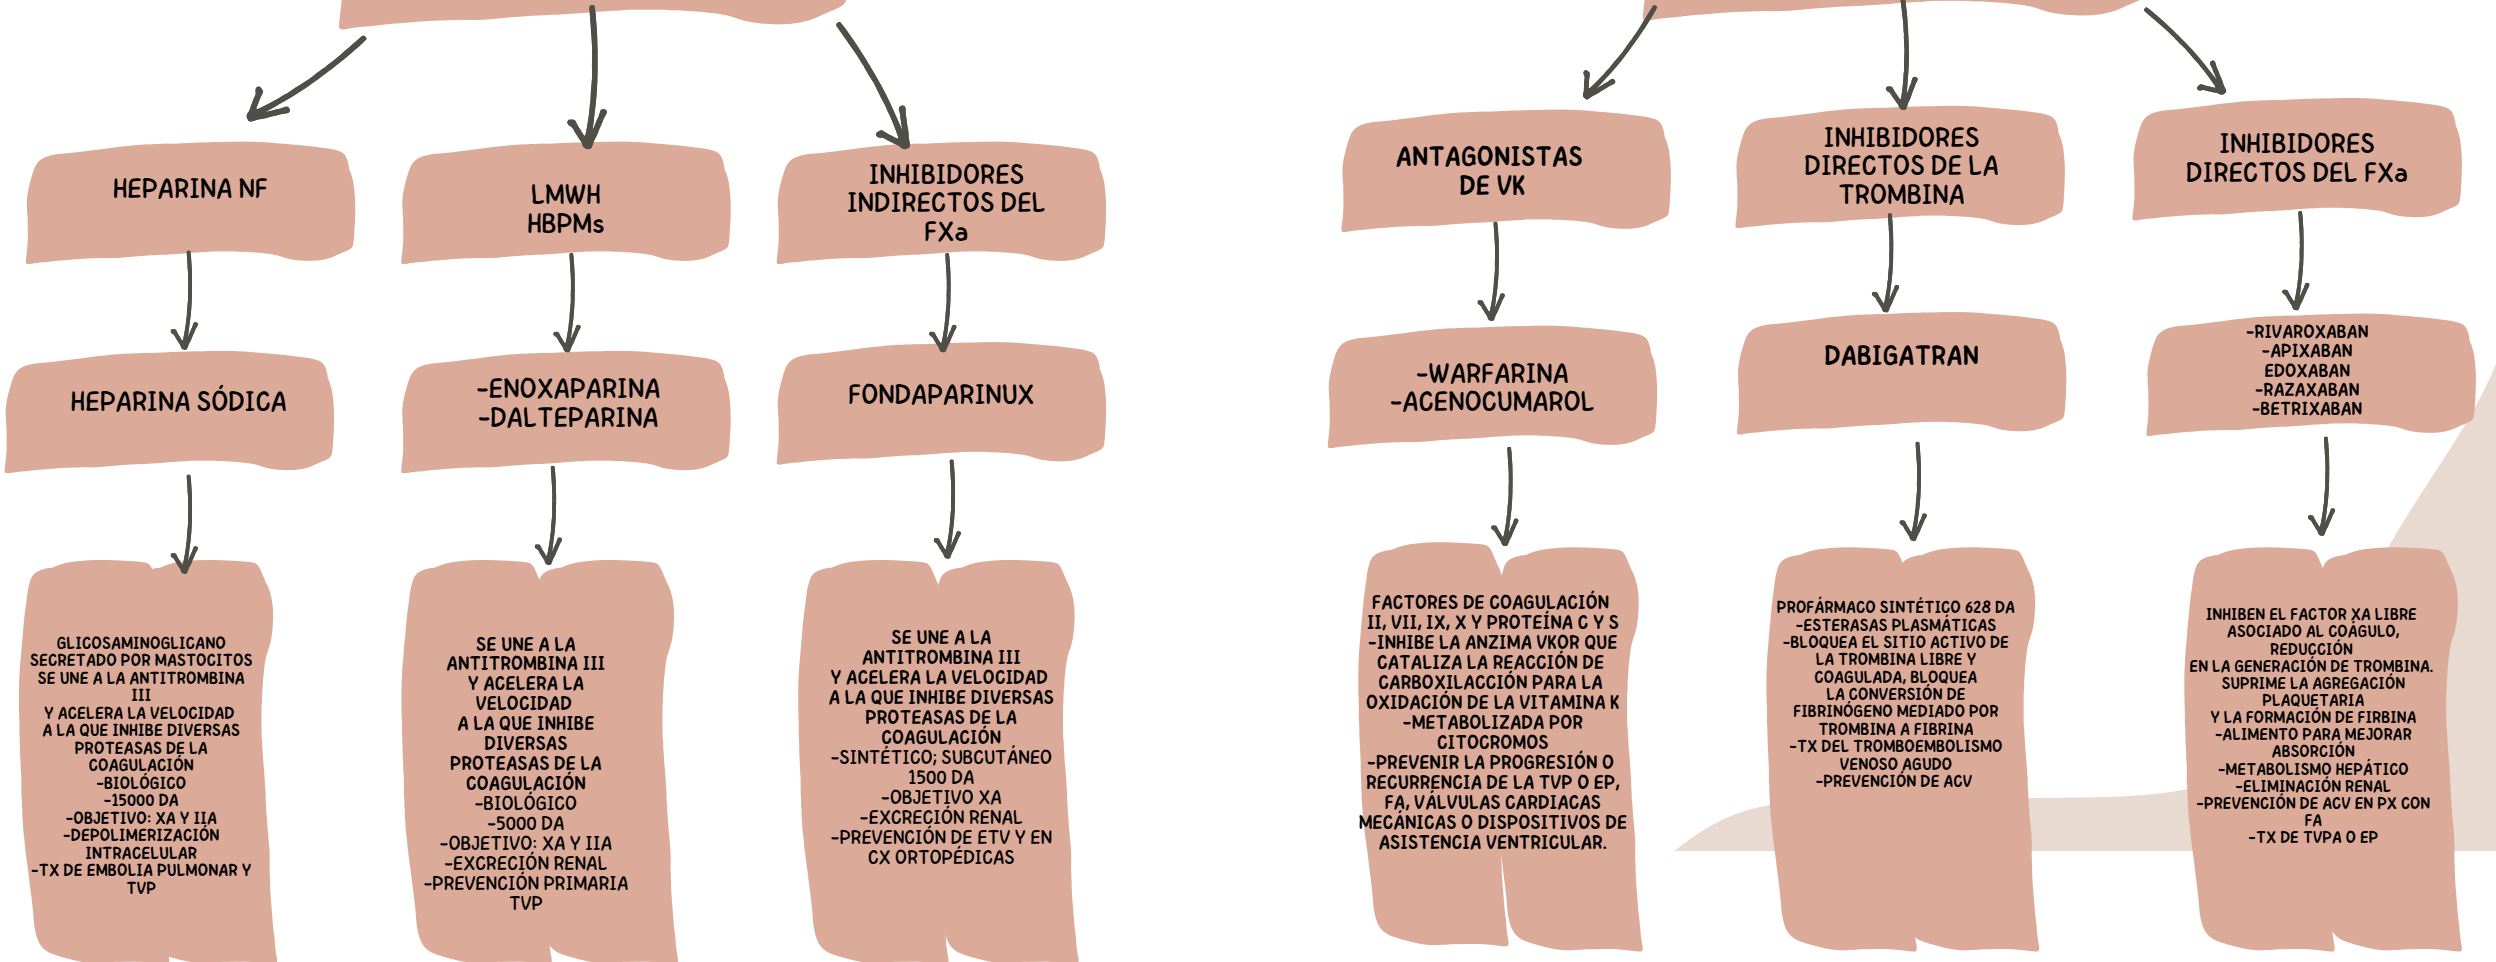 HEPARINA NF
LMWH
HBPMs
INHIBIDORES
INDIRECTOS DEL
FXa
ANTAGONISTAS
DE VK
INHIBIDORES
DIRECTOS DE LA
TROMBINA
INHIBIDORES
DIRECTOS DEL FXa
HEPARINA SÓDICA
-ENOXAPARINA
-DALTEPARINA
FONDAPARINUX
-WARFARINA
-ACENOCUMAROL
DABIGATRAN
-RIVAROXABAN
-APIXABAN
EDOXABAN
-RAZAXABAN
-BETRIXABAN
GLICOSAMINOGLICANO
SECRETADO POR MASTOCITOS
SE UNE A LA ANTITROMBINA
III
Y ACELERA LA VELOCIDAD
A LA QUE INHIBE DIVERSAS
PROTEASAS DE LA
COAGULACIÓN
-BIOLÓGICO
-15000 DA
-OBJETIVO: XA Y IIA
-DEPOLIMERIZACIÓN
INTRACELULAR
-TX DE EMBOLIA PULMONAR Y
TVP
SE UNE A LA
ANTITROMBINA III
Y ACELERA LA
VELOCIDAD
A LA QUE INHIBE
DIVERSAS
PROTEASAS DE LA
COAGULACIÓN
-BIOLÓGICO
-5000 DA
-OBJETIVO: XA Y IIA
-EXCRECIÓN RENAL
-PREVENCIÓN PRIMARIA
TVP
SE UNE A LA
ANTITROMBINA III
Y ACELERA LA VELOCIDAD
A LA QUE INHIBE DIVERSAS
PROTEASAS DE LA
COAGULACIÓN
-SINTÉTICO; SUBCUTÁNEO
1500 DA
-OBJETIVO XA
-EXCRECIÓN RENAL
-PREVENCIÓN DE ETV Y EN
CX ORTOPÉDICAS
FACTORES DE COAGULACIÓN
II, VII, IX, X Y PROTEÍNA C Y S
-INHIBE LA ANZIMA VKOR QUE
CATALIZA LA REACCIÓN DE
CARBOXILACCIÓN PARA LA
OXIDACIÓN DE LA VITAMINA K
-METABOLIZADA POR
CITOCROMOS
-PREVENIR LA PROGRESIÓN O
RECURRENCIA DE LA TVP O EP,
FA, VÁLVULAS CARDIACAS
MECÁNICAS O DISPOSITIVOS DE
ASISTENCIA VENTRICULAR.
PROFÁRMACO SINTÉTICO 628 DA
-ESTERASAS PLASMÁTICAS
-BLOQUEA EL SITIO ACTIVO DE
LA TROMBINA LIBRE Y
COAGULADA, BLOQUEA
LA CONVERSIÓN DE
FIBRINÓGENO MEDIADO POR
TROMBINA A FIBRINA
-TX DEL TROMBOEMBOLISMO
VENOSO AGUDO
-PREVENCIÓN DE ACV
INHIBEN EL FACTOR XA LIBRE
ASOCIADO AL COÁGULO,
REDUCCIÓN
EN LA GENERACIÓN DE TROMBINA.
SUPRIME LA AGREGACIÓN
PLAQUETARIA
Y LA FORMACIÓN DE FIRBINA
-ALIMENTO PARA MEJORAR
ABSORCIÓN
-METABOLISMO HEPÁTICO
-ELIMINACIÓN RENAL
-PREVENCIÓN DE ACV EN PX CON
FA
-TX DE TVPA O EP